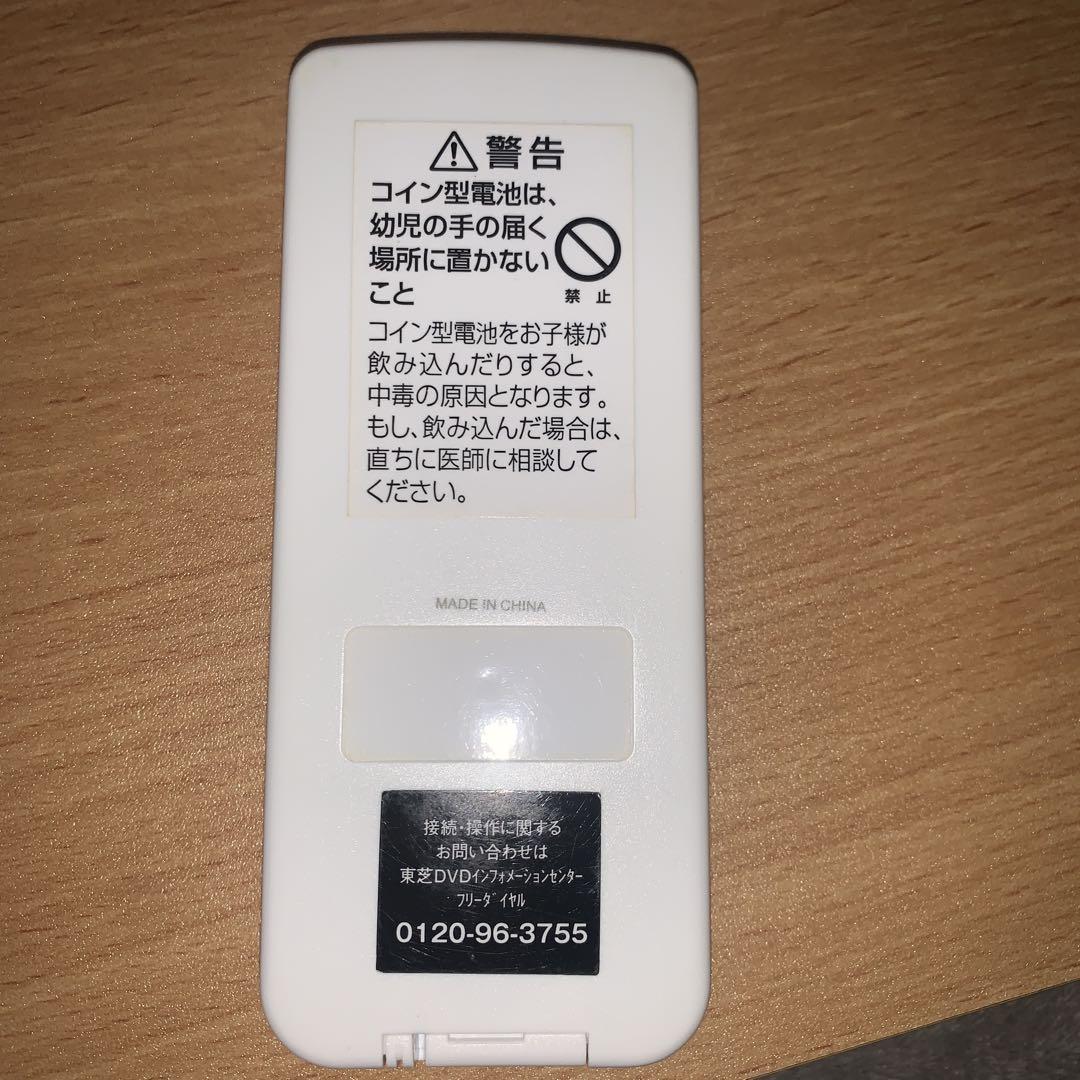 警告
コイン型電池は、
幼児の手の届く
場所に置かない
こと
禁止
コイン型電池をお子様が
飲み込んだりすると、
中毒の原因となります。
もし、飲み込んだ場合は、
直ちに医師に相談して
ください。
MADE IN CHINA
接続・操作に関する
お問い合わせは
東芝DVDｲﾝﾌｫﾒｰｼｮﾝｾﾝﾀｰ
ﾌﾘｰﾀﾞｲﾔﾙ
0120-96-3755